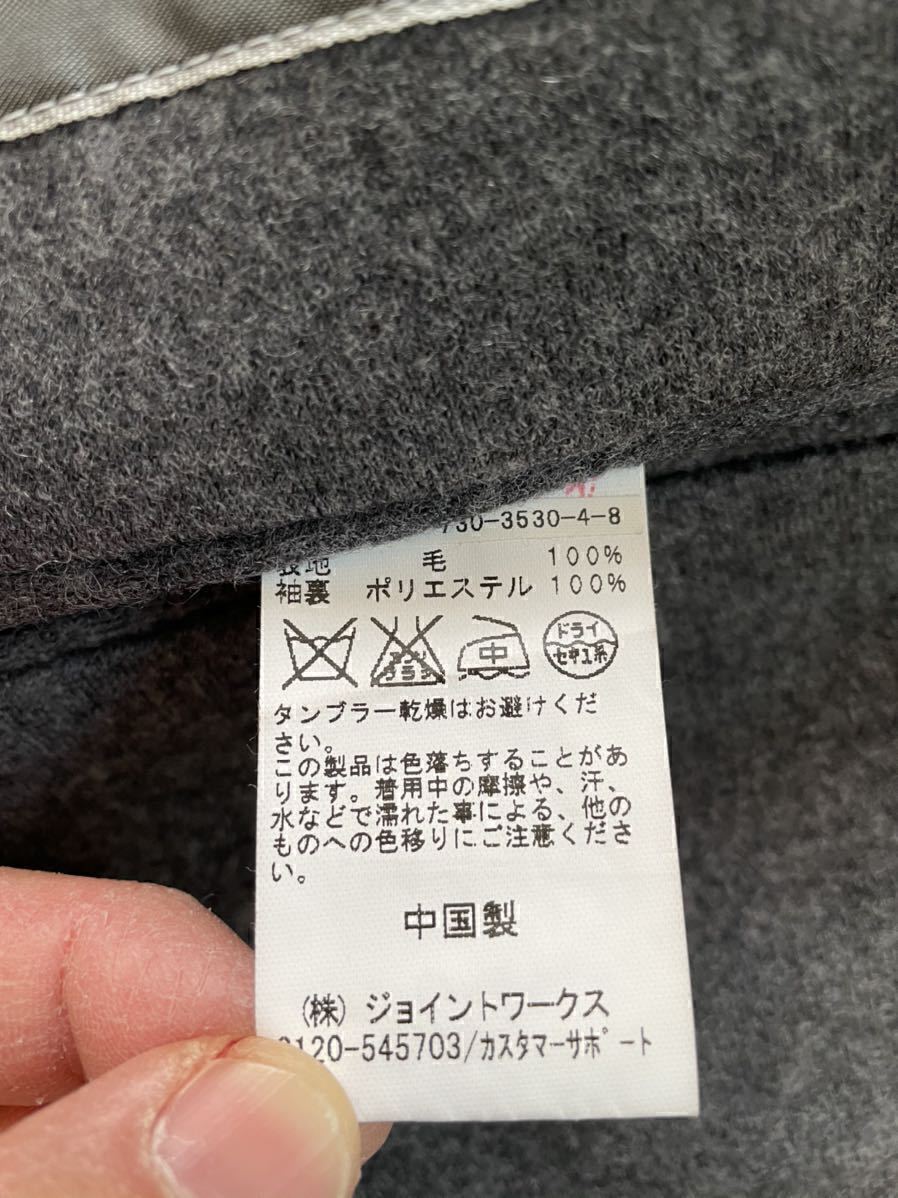 730-3530-4-8
表地 毛 100%
袖裏 ポリエステル 100%
中
ドライ
セキユ系
タンブラー乾燥はお避けくだ
さい。
この製品は色落ちすることがあ
ります。着用中の摩擦や、汗、
水などで濡れた事による、他の
ものへの色移りにご注意くださ
い。
中国製
(株)ジョイントワークス
0120-545703/カスタマーサポート